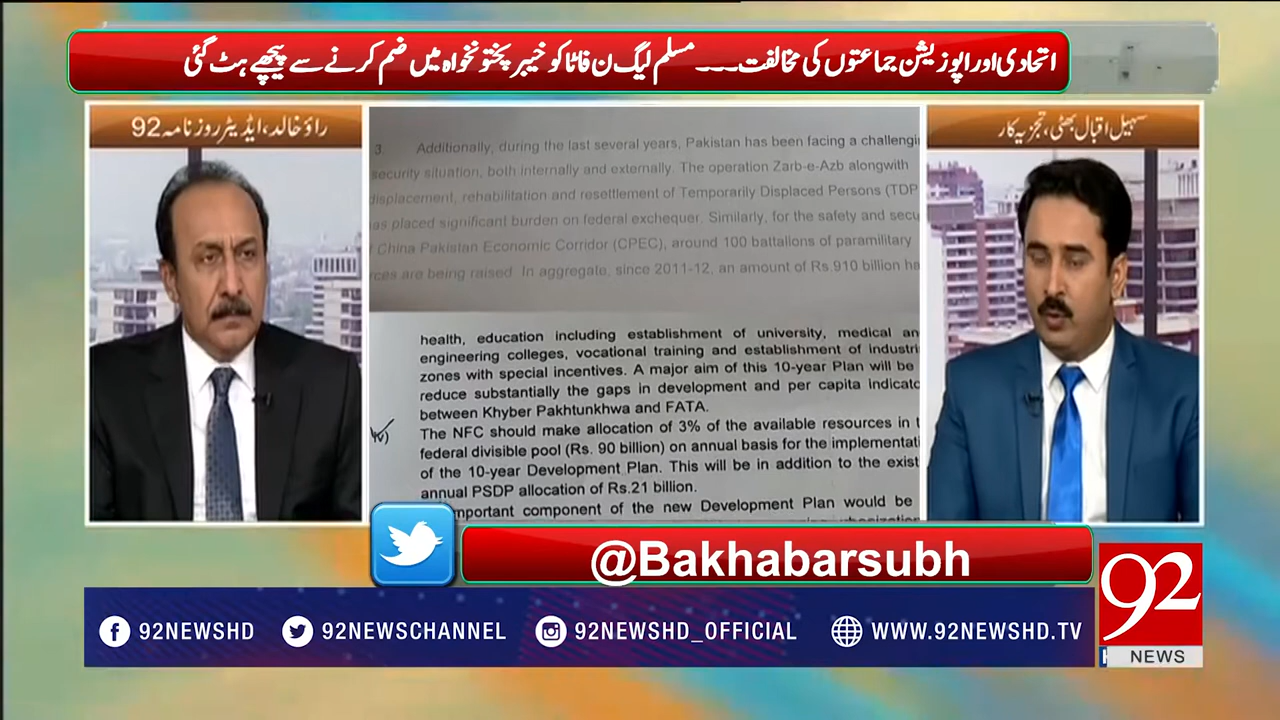 اتحادی اور اپوزیشن جماعتوں کی مخالفت۔۔۔ مسلم لیگ ن فاٹا کو خیبر پختونخواہ میں ضم کرنے سے پیچھے ہٹ گئی
راؤ خالد، ایڈیٹر روزنامہ 92
سہیل اقبال بھٹی، تجزیہ کار
3. Additionally, during the last several years, Pakistan has been facing a challengin
security situation, both internally and externally. The operation Zarb-e-Azb alongwith
displacement, rehabilitation and resettlement of Temporarily Displaced Persons (TDP
as placed significant burden on federal exchequer. Similarly, for the safety and secu
f China Pakistan Economic Corridor (CPEC), around 100 battalions of paramilitary
rces are being raised. In aggregate, since 2011-12, an amount of Rs.910 billion ha
health, education including establishment of university, medical an
engineering colleges, vocational training and establishment of industri
zones with special incentives. A major aim of this 10-year Plan will be
reduce substantially the gaps in development and per capita indicato
between Khyber Pakhtunkhwa and FATA.
iv) The NFC should make allocation of 3% of the available resources in t
federal divisible pool (Rs. 90 billion) on annual basis for the implementati
of the 10-year Development Plan. This will be in addition to the exist
annual PSDP allocation of Rs.21 billion.
important component of the new Development Plan would be
@Bakhabarsubh
92NEWSHD 92NEWSCHANNEL 92NEWSHD_OFFICIAL WWW.92NEWSHD.TV
92
H NEWS